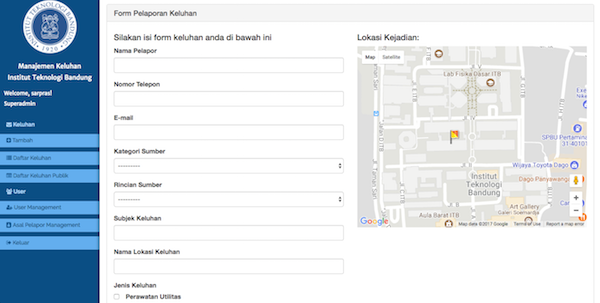 INSTITUT TEKNOLOGI BANDUNG
1920
Manajemen Keluhan
Institut Teknologi Bandung
Welcome, sarpras!
Superadmin
Keluhan
Tambah
Daftar Keluhan
Daftar Keluhan Publik
User
User Management
Asal Pelapor Management
Keluar
Form Pelaporan Keluhan
Silakan isi form keluhan anda di bawah ini
Nama Pelapor
Nomor Telepon
E-mail
Kategori Sumber
---------
Rincian Sumber
---------
Subjek Keluhan
Nama Lokasi Keluhan
Jenis Keluhan
Perawatan Utilitas
Lokasi Kejadian:
Map
Satellite
Lab Fisika Dasar ITB
SPBU Pertamina
31-40101
Wijaya Toyota Dago
Dago Panyawangan
Institut
Teknologi
Bandung
Art Gallery
Galeri Soemardja
Aula Barat ITB
Google
Map data ©2017 Google
Terms of Use
Report a map error